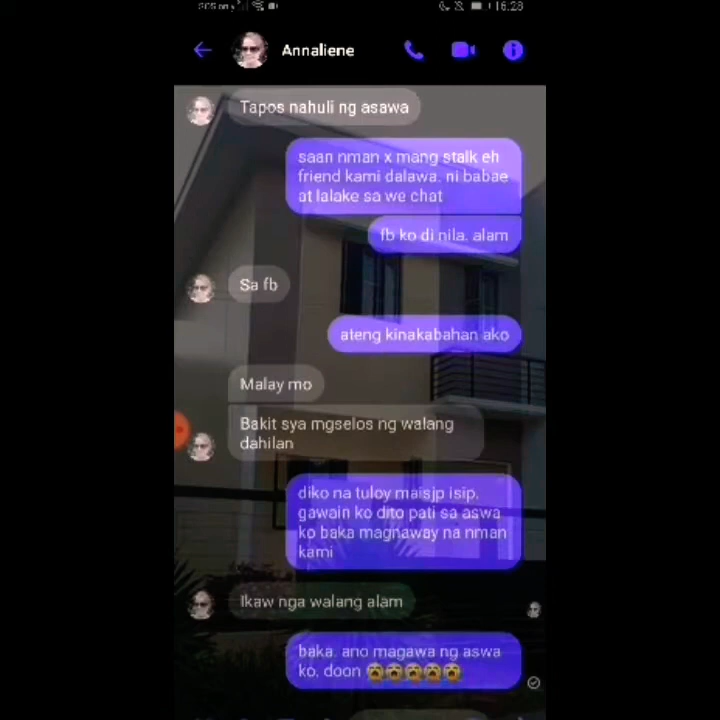 16:28
Annaliene
Tapos nahuli ng asawa
saan nman x mang stalk eh
friend kami dalawa. ni babae
at lalake sa we chat
fb ko di nila. alam
Sa fb
ateng kinakabahan ako
Malay mo
Bakit sya mgselos ng walang
dahilan
diko na tuloy maisjp isip.
gawain ko dito pati sa aswa
ko baka magnaway na nman
kami
Ikaw nga walang alam
baka. ano magawa ng aswa
ko. doon 😭😭😭😭😭